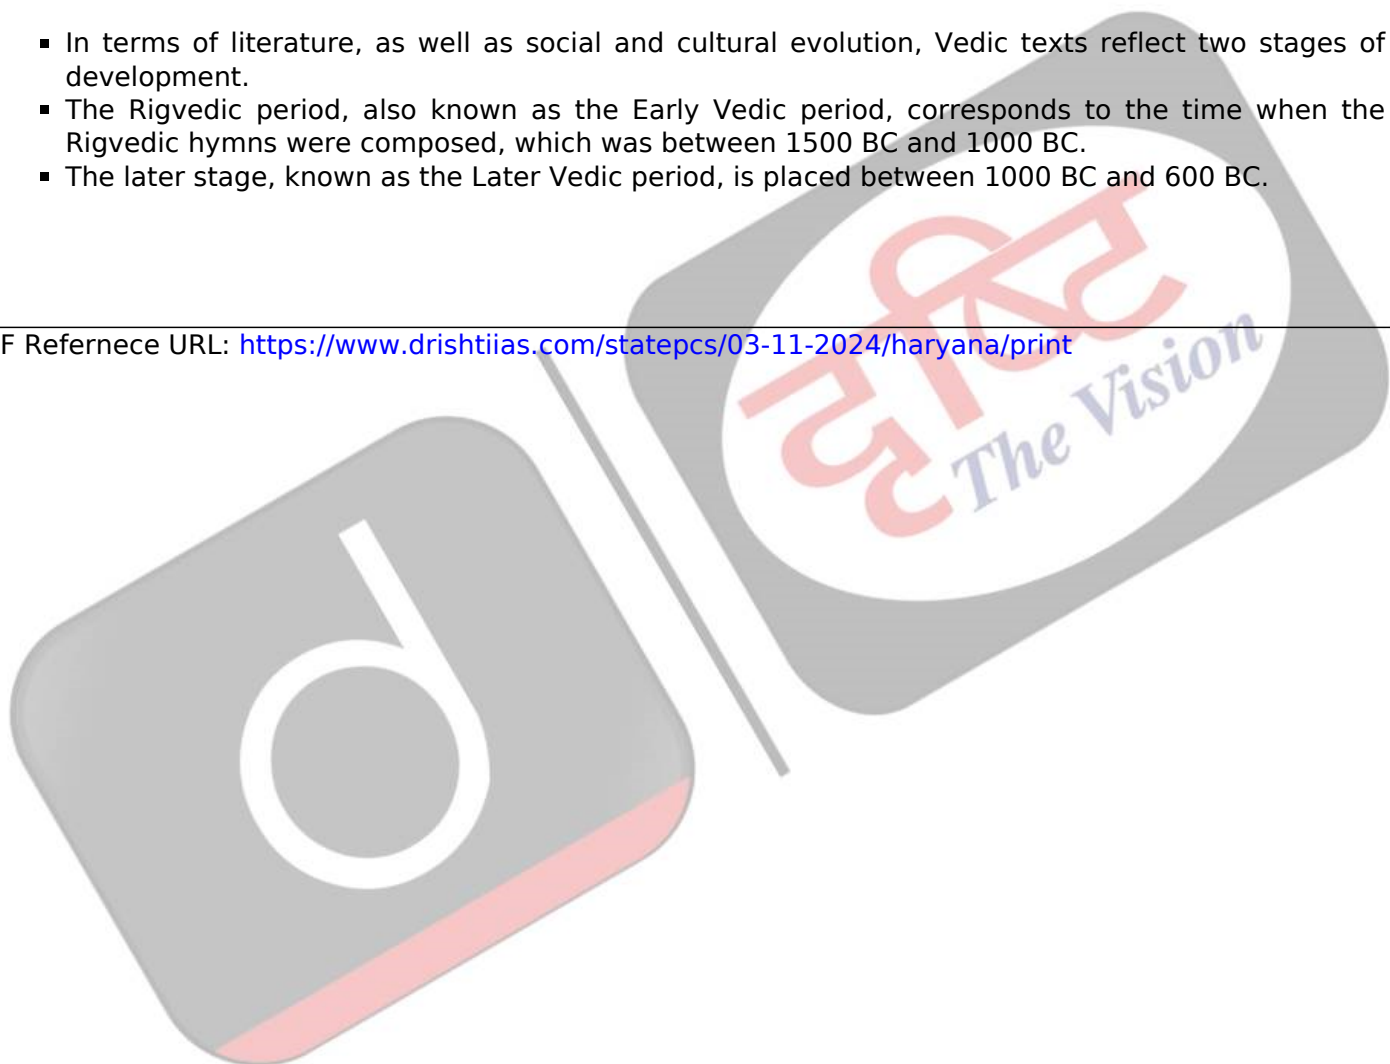 ▪ In terms of literature, as well as social and cultural evolution, Vedic texts reflect two stages of
development.
▪ The Rigvedic period, also known as the Early Vedic period, corresponds to the time when the
Rigvedic hymns were composed, which was between 1500 BC and 1000 BC.
▪ The later stage, known as the Later Vedic period, is placed between 1000 BC and 600 BC.
F Refernece URL: https://www.drishtiias.com/statepcs/03-11-2024/haryana/print
दृष्टि
The Vision
d